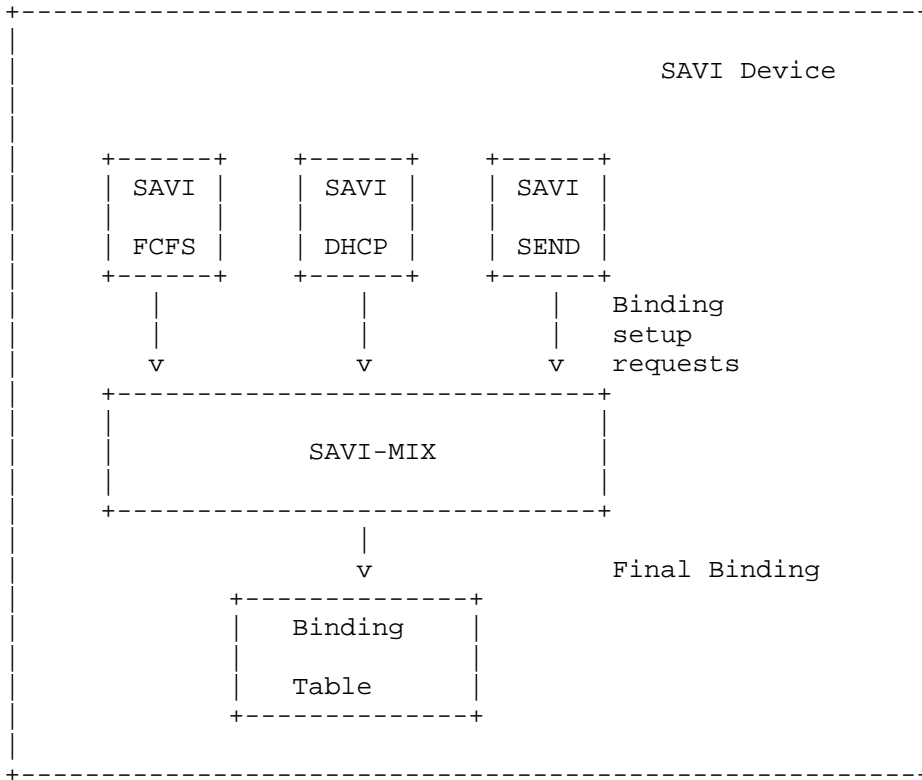 SAVI Device
SAVI SAVI SAVI
FCFS DHCP SEND
Binding
setup
v v v requests
SAVI-MIX
v Final Binding
Binding
Table